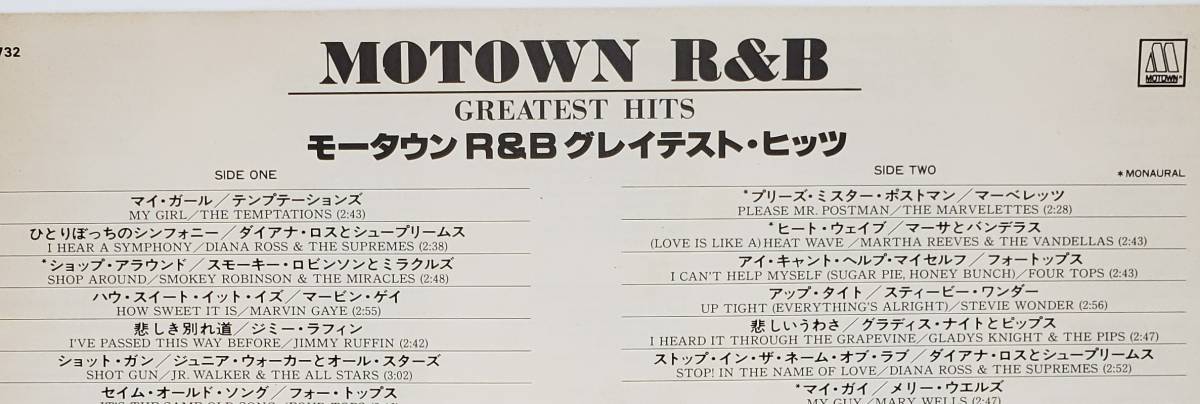 732
MOTOWN R&B
MOTOWN
GREATEST HITS
モータウンR&Bグレイテスト・ヒッツ
SIDE ONE
マイ・ガール／テンプテーションズ
MY GIRL/THE TEMPTATIONS (2:43)
ひとりぼっちのシンフォニー／ダイアナ・ロスとシュープリームス
I HEAR A SYMPHONY/DIANA ROSS & THE SUPREMES (2:38)
*ショップ・アラウンド／スモーキー・ロビンソンとミラクルズ
SHOP AROUND/SMOKEY ROBINSON & THE MIRACLES (2:48)
ハウ・スイート・イット・イズ／マービン・ゲイ
HOW SWEET IT IS/MARVIN GAYE (2:55)
悲しき別れ道／ジミー・ラフィン
I'VE PASSED THIS WAY BEFORE/JIMMY RUFFIN (2:42)
ショット・ガン／ジュニア・ウォーカーとオール・スターズ
SHOT GUN/JR. WALKER & THE ALL STARS (3:02)
セイム・オールド・ソング／フォー・トップス
SIDE TWO
* MONAURAL
*プリーズ・ミスター・ポストマン／マーベレッツ
PLEASE MR. POSTMAN/THE MARVELETTES (2:28)
*ヒート・ウェイブ／マーサとバンデラス
(LOVE IS LIKE A) HEAT WAVE/MARTHA REEVES & THE VANDELLAS (2:43)
アイ・キャント・ヘルプ・マイセルフ／フォートップス
I CAN'T HELP MYSELF (SUGAR PIE, HONEY BUNCH)/FOUR TOPS (2:43)
アップ・タイト／スティービー・ワンダー
UP TIGHT (EVERYTHING'S ALRIGHT)/STEVIE WONDER (2:56)
悲しいうわさ／グラディス・ナイトとピップス
I HEARD IT THROUGH THE GRAPEVINE/GLADYS KNIGHT & THE PIPS (2:47)
ストップ・イン・ザ・ネーム・オブ・ラブ／ダイアナ・ロスとシュープリームス
STOP! IN THE NAME OF LOVE/DIANA ROSS & THE SUPREMES (2:52)
*マイ・ガイ／メリー・ウエルズ
MY GUY/MARY WELLS (2:47)